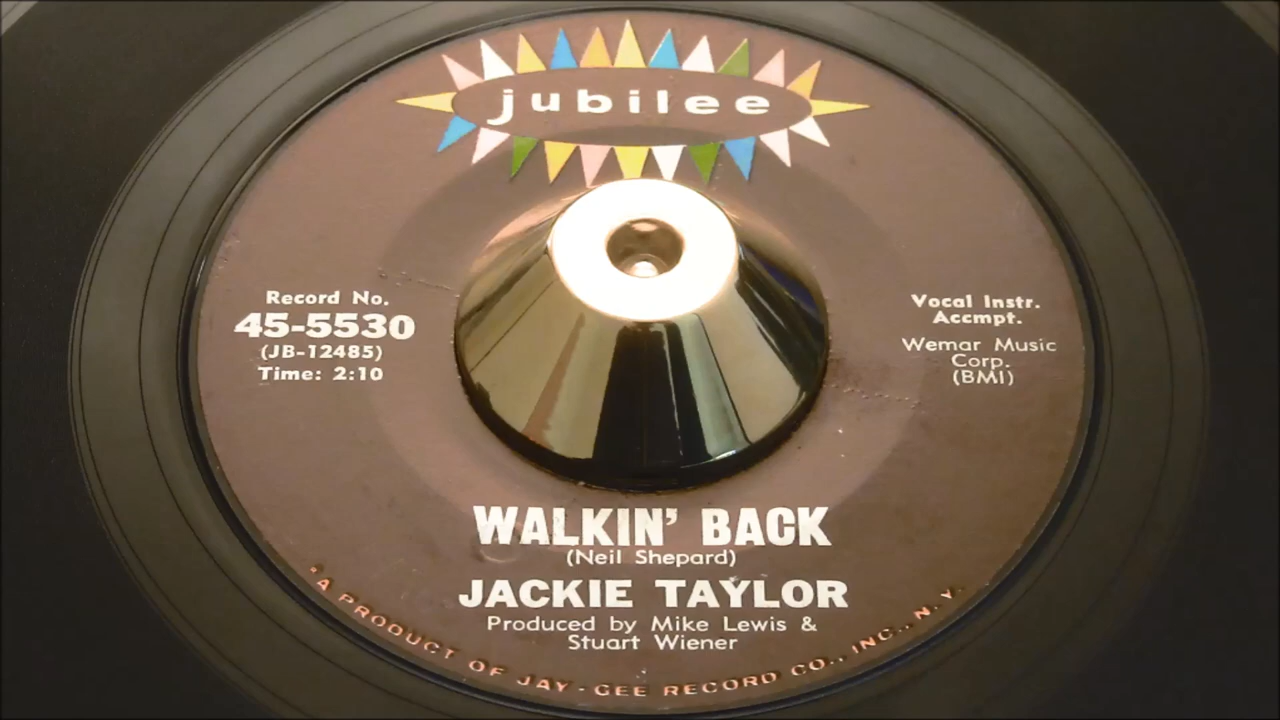 jubilee
Record No.
45-5530
(JB-12485)
Time: 2:10
Vocal Instr.
Accmpt.
Wemar Music
Corp.
(BMI)
WALKIN' BACK
(Neil Shepard)
JACKIE TAYLOR
Produced by Mike Lewis &
Stuart Wiener
"A PRODUCT OF JAY-GEE RECORD CO., INC., N. Y.